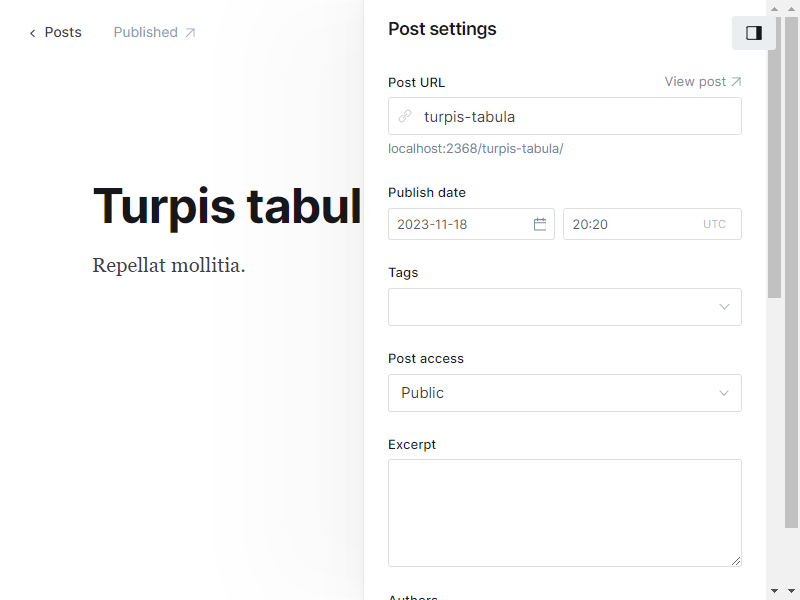 Posts
Published
Post settings
Post URL
View post
turpis-tabula
localhost:2368/turpis-tabula/
Turpis tabul
Repellat mollitia.
Publish date
2023-11-18
20:20
UTC
Tags
Post access
Public
Excerpt
Authors